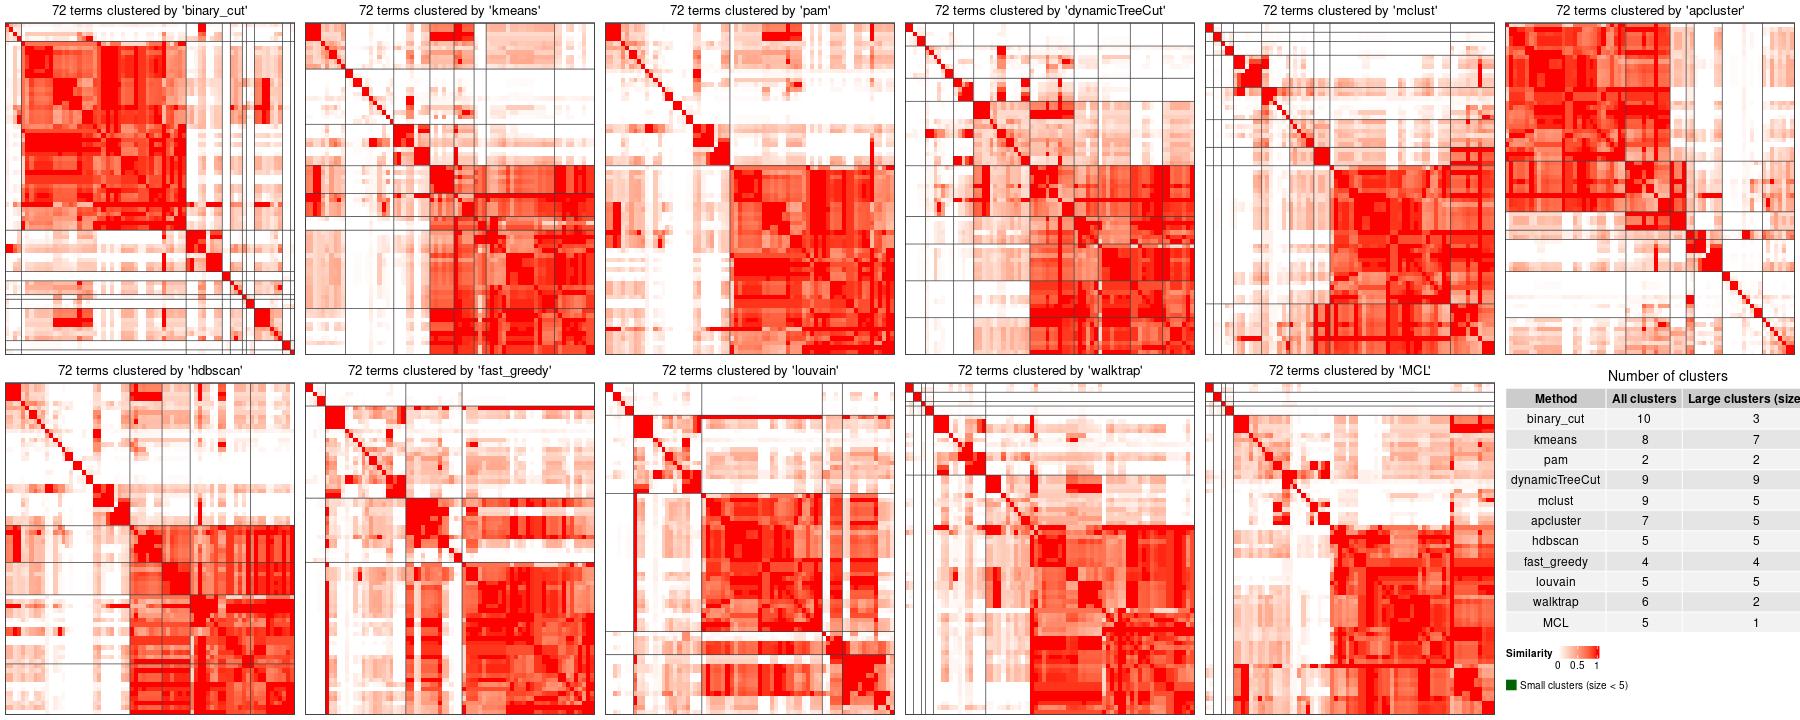 72 terms clustered by 'binary_cut'
72 terms clustered by 'kmeans'
72 terms clustered by 'pam'
72 terms clustered by 'dynamicTreeCut'
72 terms clustered by 'mclust'
72 terms clustered by 'apcluster'
72 terms clustered by 'hdbscan'
72 terms clustered by 'fast_greedy'
72 terms clustered by 'louvain'
72 terms clustered by 'walktrap'
72 terms clustered by 'MCL'
Number of clusters
Method All clusters Large clusters (size
binary_cut 10 3
kmeans 8 7
pam 2 2
dynamicTreeCut 9 9
mclust 9 5
apcluster 7 5
hdbscan 5 5
fast_greedy 4 4
louvain 5 5
walktrap 6 2
MCL 5 1
Similarity
0 0.5 1
Small clusters (size < 5)